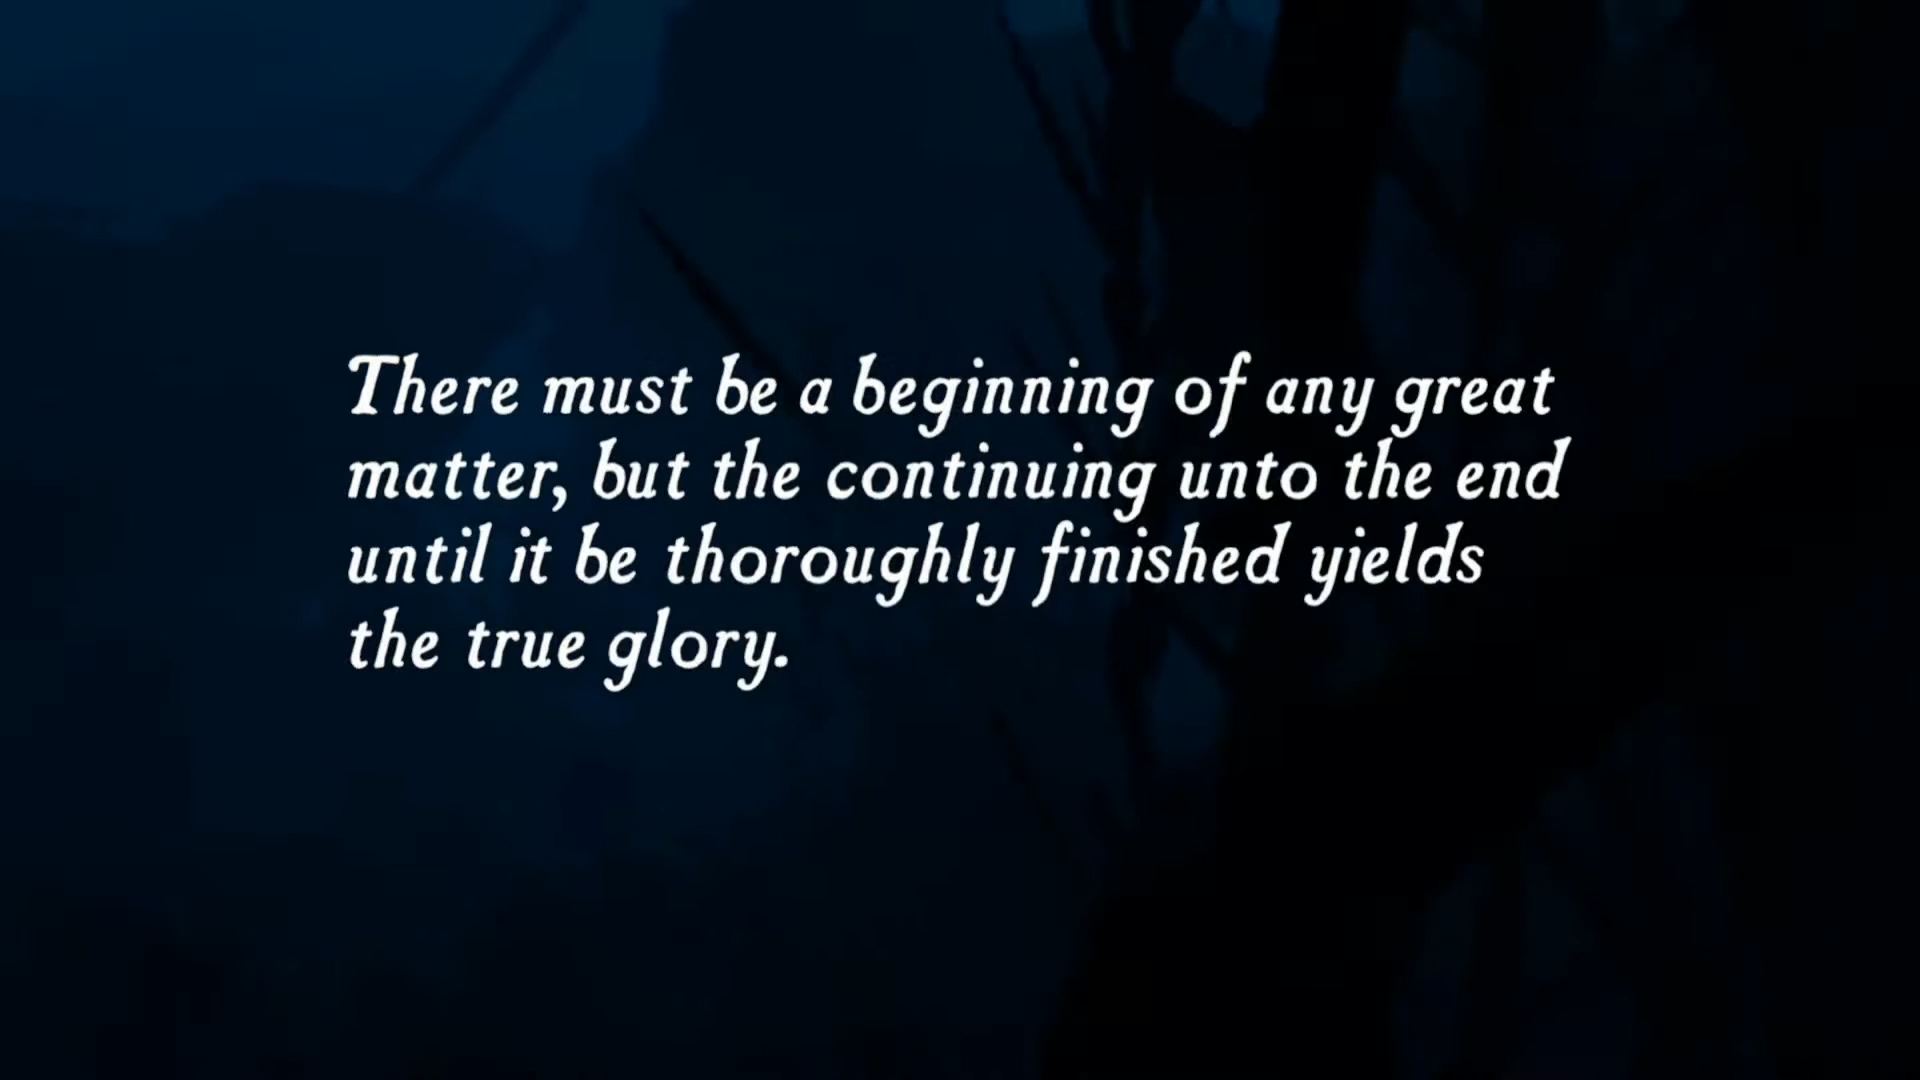 There must be a beginning of any great
matter, but the continuing unto the end
until it be thoroughly finished yields
the true glory.